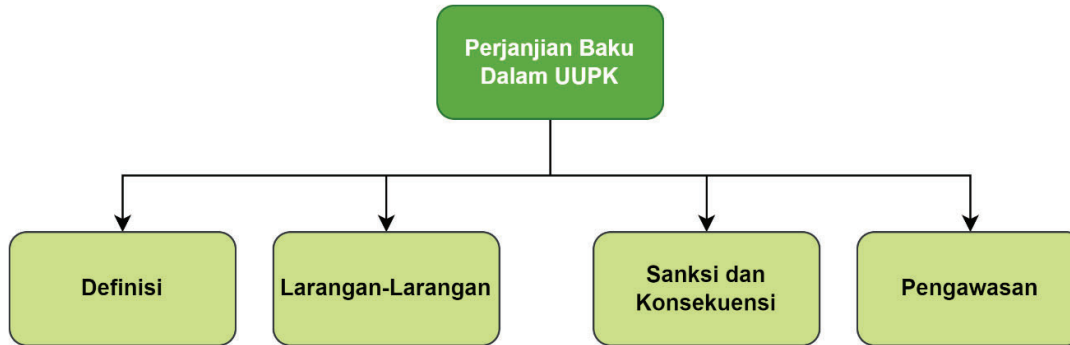 Perjanjian Baku
Dalam UUPK
Definisi
Larangan-Larangan
Sanksi dan
Konsekuensi
Pengawasan